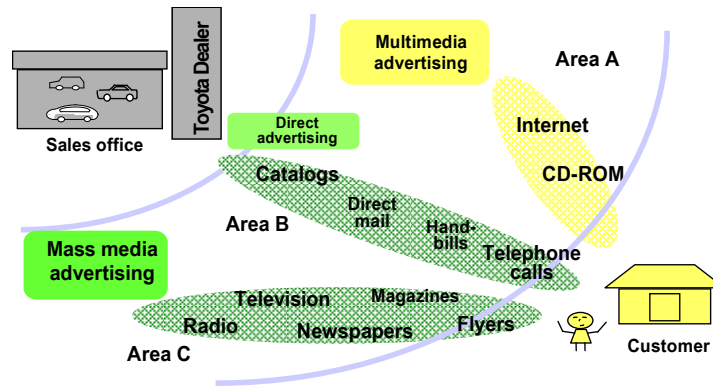 Toyota Dealer
Sales office
Multimedia
advertising
Area A
Internet
CD-ROM
Direct
advertising
Catalogs
Direct
mail
Hand-
bills
Telephone
calls
Area B
Mass media
advertising
Television
Magazines
Radio
Newspapers
Flyers
Area C
Customer